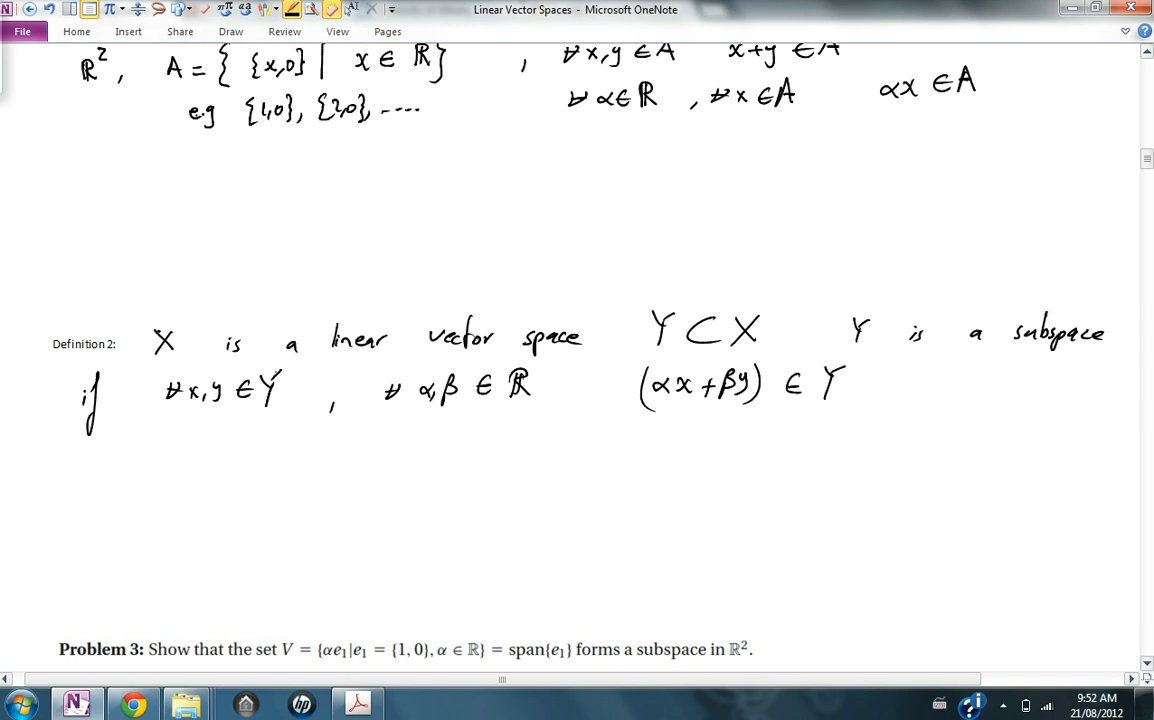 Linear Vector Spaces - Microsoft OneNote
File Home Insert Share Draw Review Pages
ℝ², A = { {x,0} | x ∈ ℝ } , ∀ x,y ∈ A x+y ∈ A
e.g {1,0}, {2,0}, .... ∀ α∈ℝ , ∀ x∈A αx ∈ A
Definition 2: X is a linear vector space Y ⊂ X Y is a subspace
if ∀ x,y ∈ Y , ∀ α,β ∈ ℝ (αx + βy) ∈ Y
Problem 3: Show that the set V = {αe₁|e₁ = {1, 0}, α ∈ ℝ} = span{e₁} forms a subspace in ℝ².
9:52 AM
21/08/2012